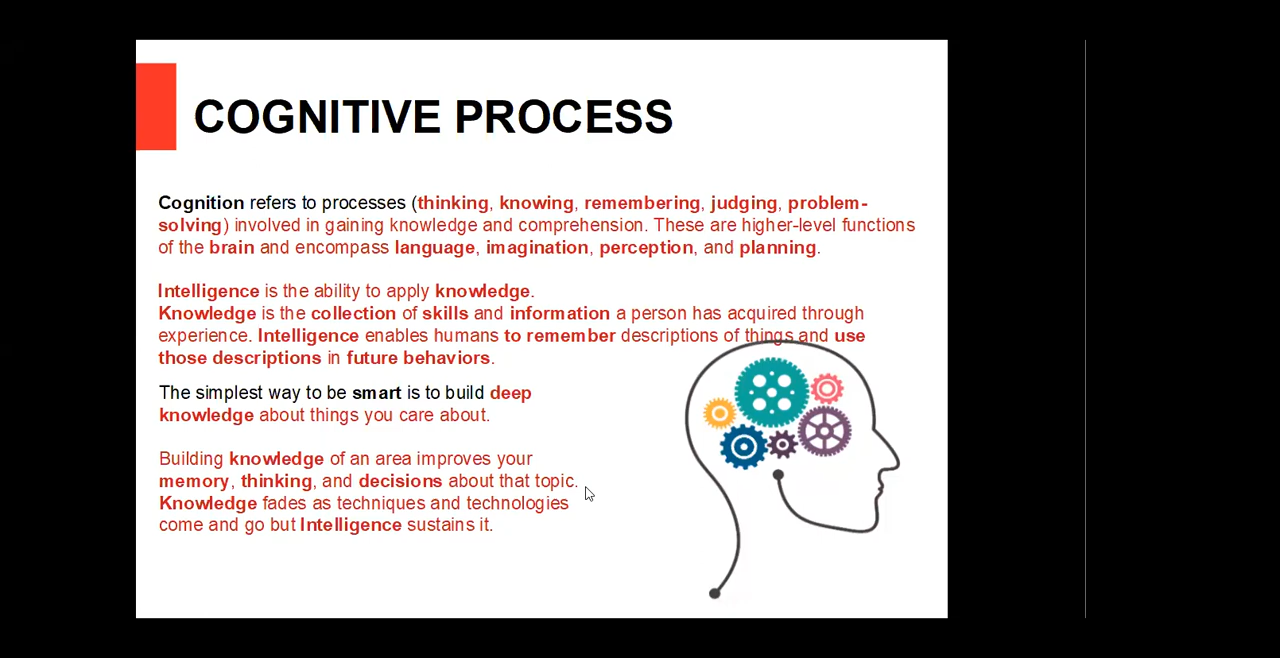 COGNITIVE PROCESS
Cognition refers to processes (thinking, knowing, remembering, judging, problem-
solving) involved in gaining knowledge and comprehension. These are higher-level functions
of the brain and encompass language, imagination, perception, and planning.
Intelligence is the ability to apply knowledge.
Knowledge is the collection of skills and information a person has acquired through
experience. Intelligence enables humans to remember descriptions of things and use
those descriptions in future behaviors.
The simplest way to be smart is to build deep
knowledge about things you care about.
Building knowledge of an area improves your
memory, thinking, and decisions about that topic.
Knowledge fades as techniques and technologies
come and go but Intelligence sustains it.